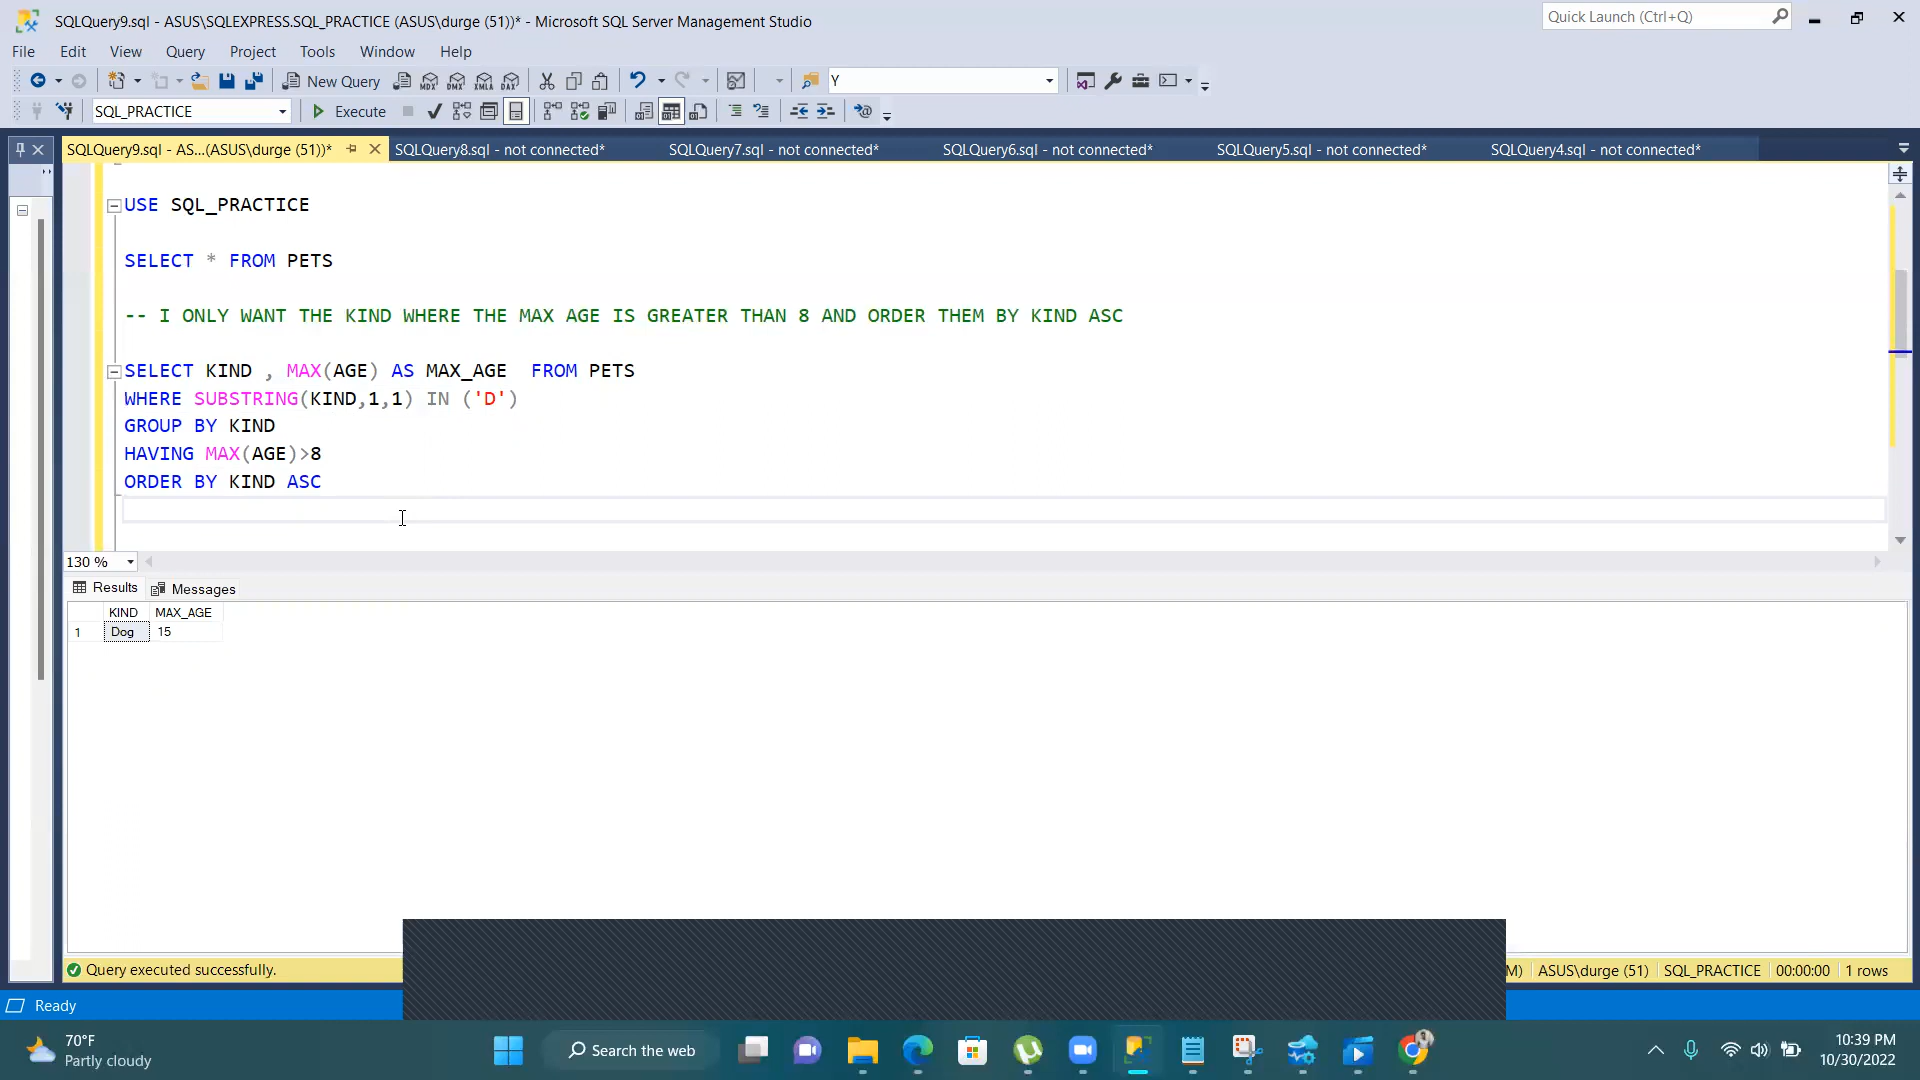 SQLQuery9.sql - ASUS\SQLEXPRESS.SQL_PRACTICE (ASUS\durge (51))* - Microsoft SQL Server Management Studio
Quick Launch (Ctrl+Q)
File Edit View Query Project Tools Window Help
New Query MDX DMX XMLA DAX Y
SQL_PRACTICE Execute
SQLQuery9.sql - AS...(ASUS\durge (51))* SQLQuery8.sql - not connected* SQLQuery7.sql - not connected* SQLQuery6.sql - not connected* SQLQuery5.sql - not connected* SQLQuery4.sql - not connected*
USE SQL_PRACTICE
SELECT * FROM PETS
-- I ONLY WANT THE KIND WHERE THE MAX AGE IS GREATER THAN 8 AND ORDER THEM BY KIND ASC
SELECT KIND , MAX(AGE) AS MAX_AGE  FROM PETS
WHERE SUBSTRING(KIND,1,1) IN ('D')
GROUP BY KIND
HAVING MAX(AGE)>8
ORDER BY KIND ASC
130 %
Results Messages
KIND MAX_AGE
1 Dog 15
Query executed successfully.
M) ASUS\durge (51) SQL_PRACTICE 00:00:00 1 rows
Ready
70°F
Partly cloudy
Search the web
10:39 PM
10/30/2022